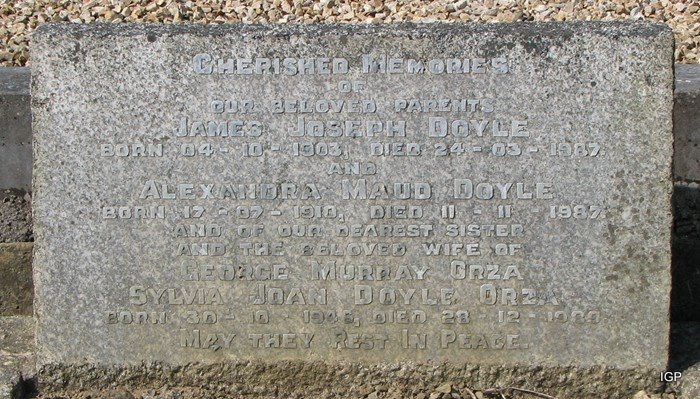 Cherished Memories
of
our beloved parents
James Joseph Doyle
born 04-10-1903, died 24-03-1987.
and
Alexandra Maud Doyle
born 17-07-1910, died 11-11-1987.
and of our dearest sister
and the beloved wife of
George Murray Orza
Sylvia Joan Doyle Orza
born 30-10-1946, died 28-12-
May they Rest In Peace.
IGP